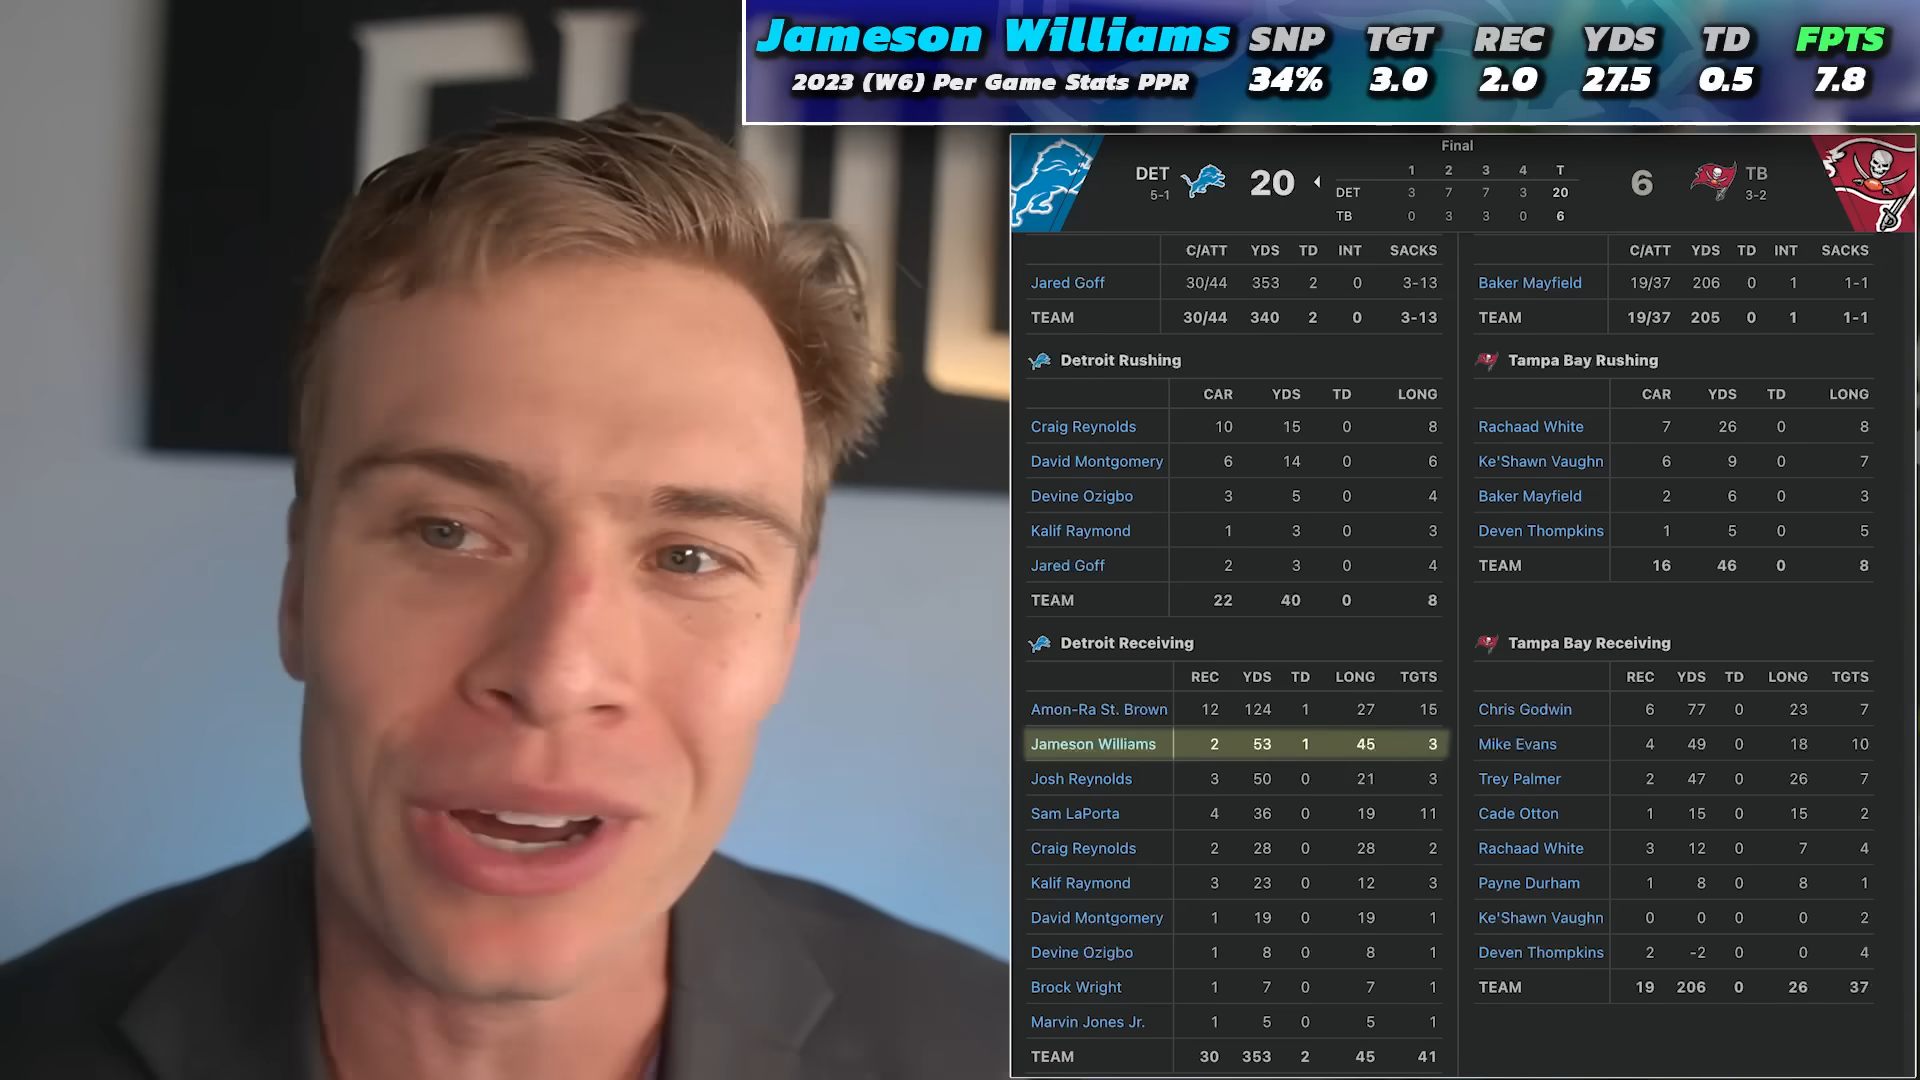 Jameson Williams SNP TGT REC YDS TD FPTS
2023 (W6) Per Game Stats PPR 34% 3.0 2.0 27.5 0.5 7.8
Final
1 2 3 4 T
DET 5-1 20 DET 3 7 7 3 20
TB 0 3 3 0 6
6 TB 3-2
C/ATT YDS TD INT SACKS
Jared Goff 30/44 353 2 0 3-13
TEAM 30/44 340 2 0 3-13
C/ATT YDS TD INT SACKS
Baker Mayfield 19/37 206 0 1 1-1
TEAM 19/37 205 0 1 1-1
Detroit Rushing
CAR YDS TD LONG
Craig Reynolds 10 15 0 8
David Montgomery 6 14 0 6
Devine Ozigbo 3 5 0 4
Kalif Raymond 1 3 0 3
Jared Goff 2 3 0 4
TEAM 22 40 0 8
Tampa Bay Rushing
CAR YDS TD LONG
Rachaad White 7 26 0 8
Ke'Shawn Vaughn 6 9 0 7
Baker Mayfield 2 6 0 3
Deven Thompkins 1 5 0 5
TEAM 16 46 0 8
Detroit Receiving
REC YDS TD LONG TGTS
Amon-Ra St. Brown 12 124 1 27 15
Jameson Williams 2 53 1 45 3
Josh Reynolds 3 50 0 21 3
Sam LaPorta 4 36 0 19 11
Craig Reynolds 2 28 0 28 2
Kalif Raymond 3 23 0 12 3
David Montgomery 1 19 0 19 1
Devine Ozigbo 1 8 0 8 1
Brock Wright 1 7 0 7 1
Marvin Jones Jr. 1 5 0 5 1
TEAM 30 353 2 45 41
Tampa Bay Receiving
REC YDS TD LONG TGTS
Chris Godwin 6 77 0 23 7
Mike Evans 4 49 0 18 10
Trey Palmer 2 47 0 26 7
Cade Otton 1 15 0 15 2
Rachaad White 3 12 0 7 4
Payne Durham 1 8 0 8 1
Ke'Shawn Vaughn 0 0 0 0 2
Deven Thompkins 2 -2 0 0 4
TEAM 19 206 0 26 37